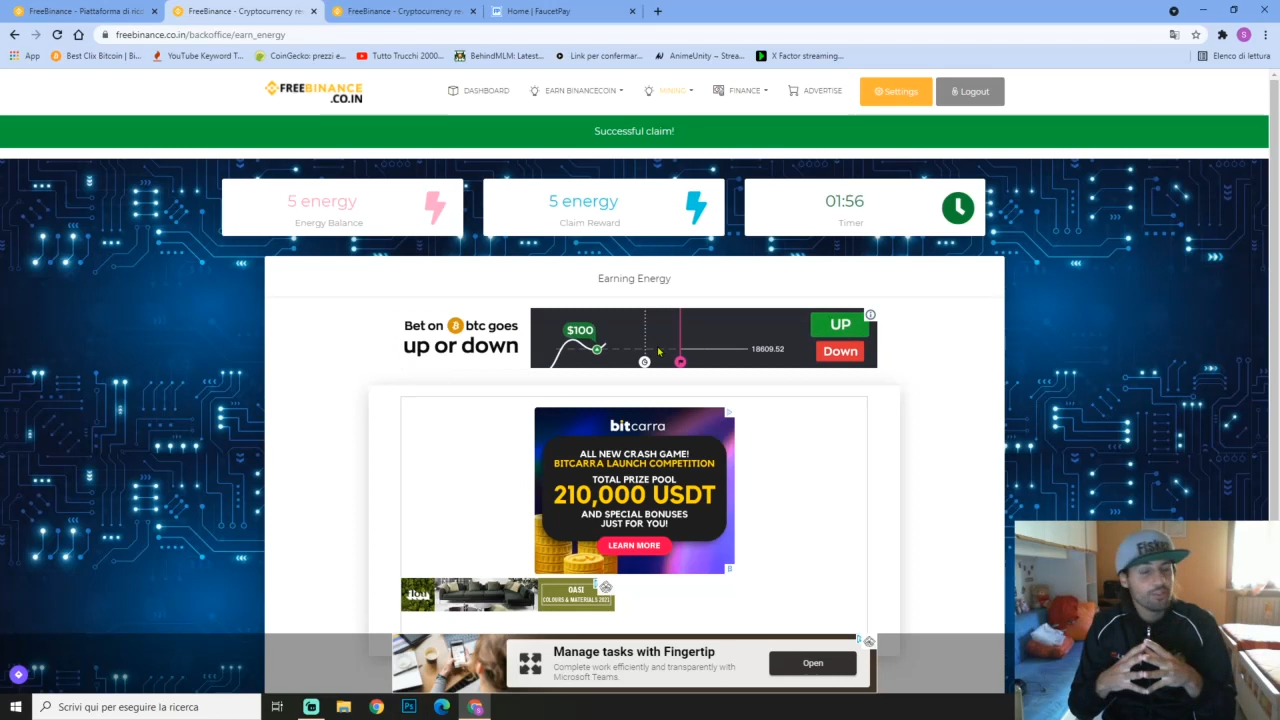 FreeBinance - Piattaforma di ricl
FreeBinance - Cryptocurrency re
FreeBinance - Cryptocurrency re
Home | FaucetPay
freebinance.co.in/backoffice/earn_energy
App
Best Clix Bitcoin | Bi...
YouTube Keyword T...
CoinGecko: prezzi e...
Tutto Trucchi 2000...
BehindMLM: Latest...
Link per confermar...
AnimeUnity ~ Strea...
X Factor streaming...
Elenco di lettura
FREEBINANCE
.CO.IN
DASHBOARD
EARN BINANCECOIN
MINING
FINANCE
ADVERTISE
Settings
Logout
Successful claim!
5 energy
Energy Balance
5 energy
Claim Reward
01:56
Timer
Earning Energy
Bet on btc goes
up or down
$100
18609.52
UP
Down
bitcarra
ALL NEW CRASH GAME!
BITCARRA LAUNCH COMPETITION
TOTAL PRIZE POOL
210,000 USDT
AND SPECIAL BONUSES
JUST FOR YOU!
LEARN MORE
OASI
COLOURS & MATERIALS 2021
Manage tasks with Fingertip
Complete work efficiently and transparently with
Microsoft Teams.
Open
Scrivi qui per eseguire la ricerca